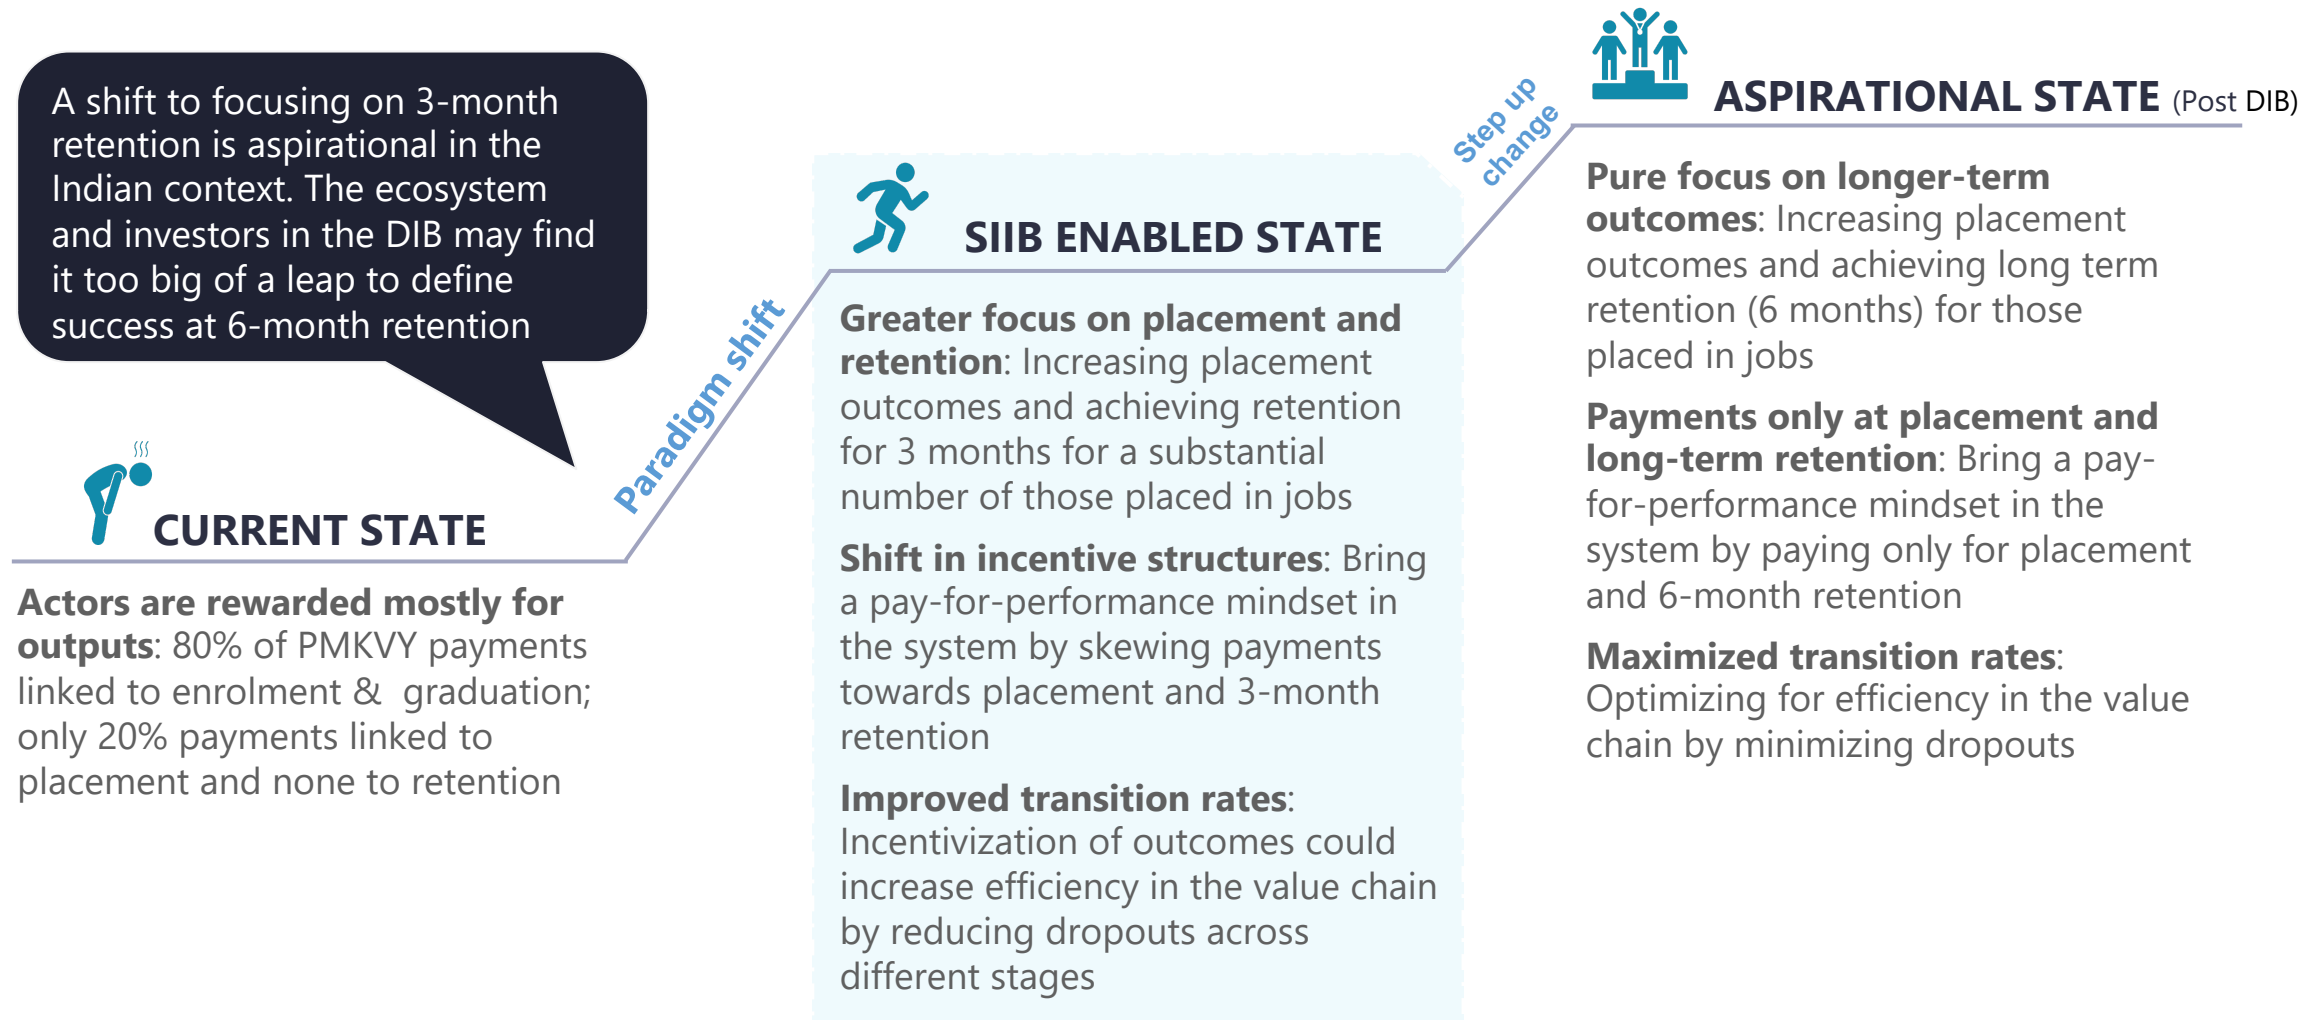 A shift to focusing on 3-month
retention is aspirational in the
Indian context. The ecosystem
and investors in the DIB may find
it too big of a leap to define
success at 6-month retention
CURRENT STATE
Actors are rewarded mostly for
outputs: 80% of PMKVY payments
linked to enrolment & graduation;
only 20% payments linked to
placement and none to retention
Paradigm shift
SIIB ENABLED STATE
Greater focus on placement and
retention: Increasing placement
outcomes and achieving retention
for 3 months for a substantial
number of those placed in jobs
Shift in incentive structures: Bring
a pay-for-performance mindset in
the system by skewing payments
towards placement and 3-month
retention
Improved transition rates:
Incentivization of outcomes could
increase efficiency in the value chain
by reducing dropouts across
different stages
Step up
change
ASPIRATIONAL STATE (Post DIB)
Pure focus on longer-term
outcomes: Increasing placement
outcomes and achieving long term
retention (6 months) for those
placed in jobs
Payments only at placement and
long-term retention: Bring a pay-
for-performance mindset in the
system by paying only for placement
and 6-month retention
Maximized transition rates:
Optimizing for efficiency in the value
chain by minimizing dropouts